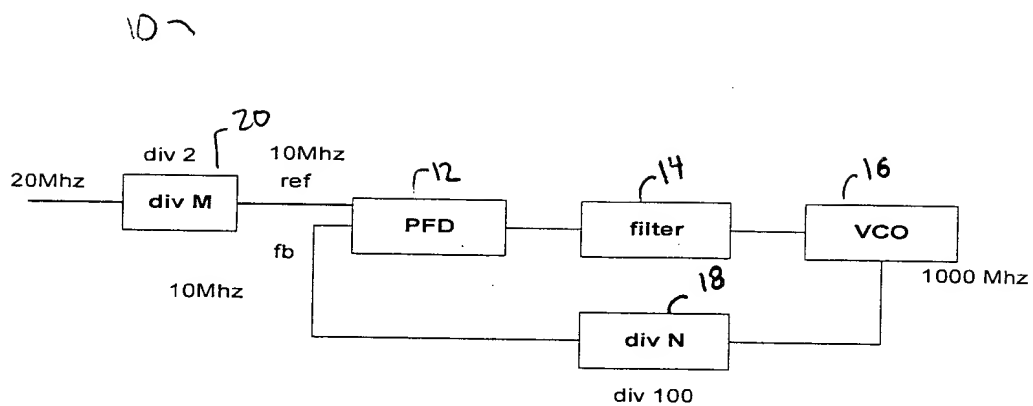 10
20
div 2
10Mhz
ref
12
14
16
20Mhz
div M
PFD
filter
VCO
fb
1000 Mhz
10Mhz
18
div N
div 100